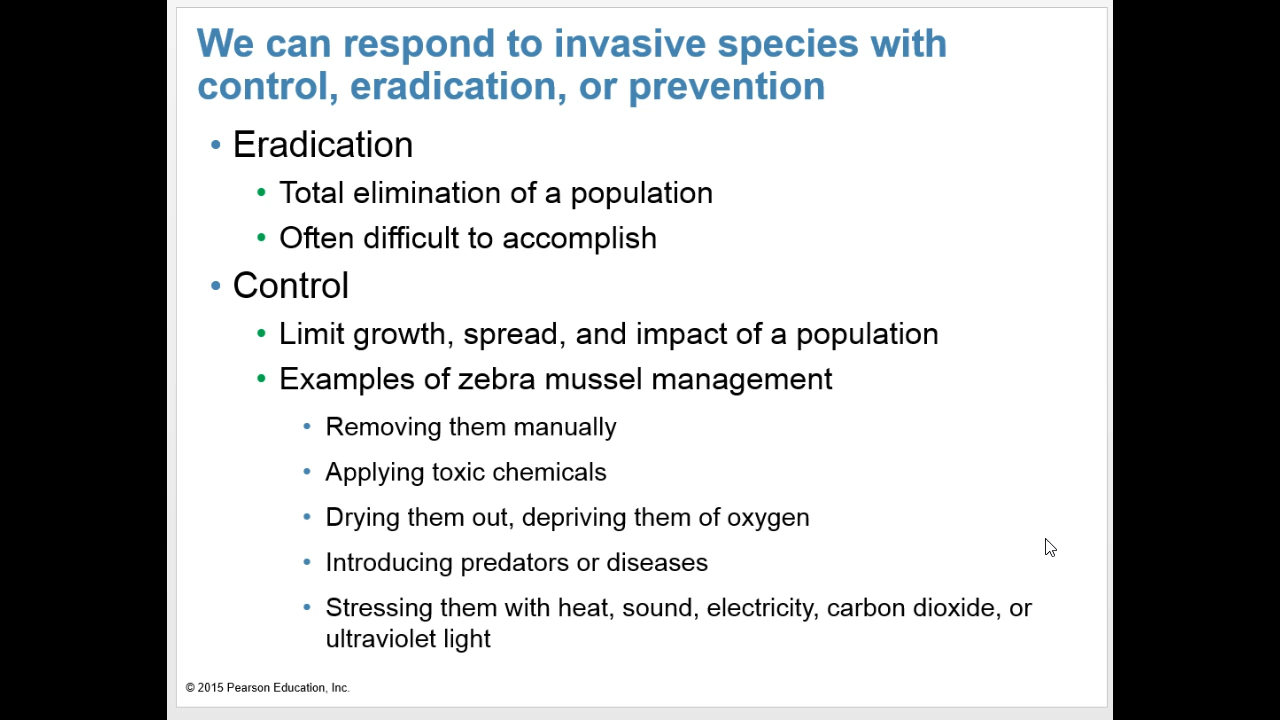 We can respond to invasive species with
control, eradication, or prevention
• Eradication
• Total elimination of a population
• Often difficult to accomplish
• Control
• Limit growth, spread, and impact of a population
• Examples of zebra mussel management
• Removing them manually
• Applying toxic chemicals
• Drying them out, depriving them of oxygen
• Introducing predators or diseases
• Stressing them with heat, sound, electricity, carbon dioxide, or
ultraviolet light
© 2015 Pearson Education, Inc.